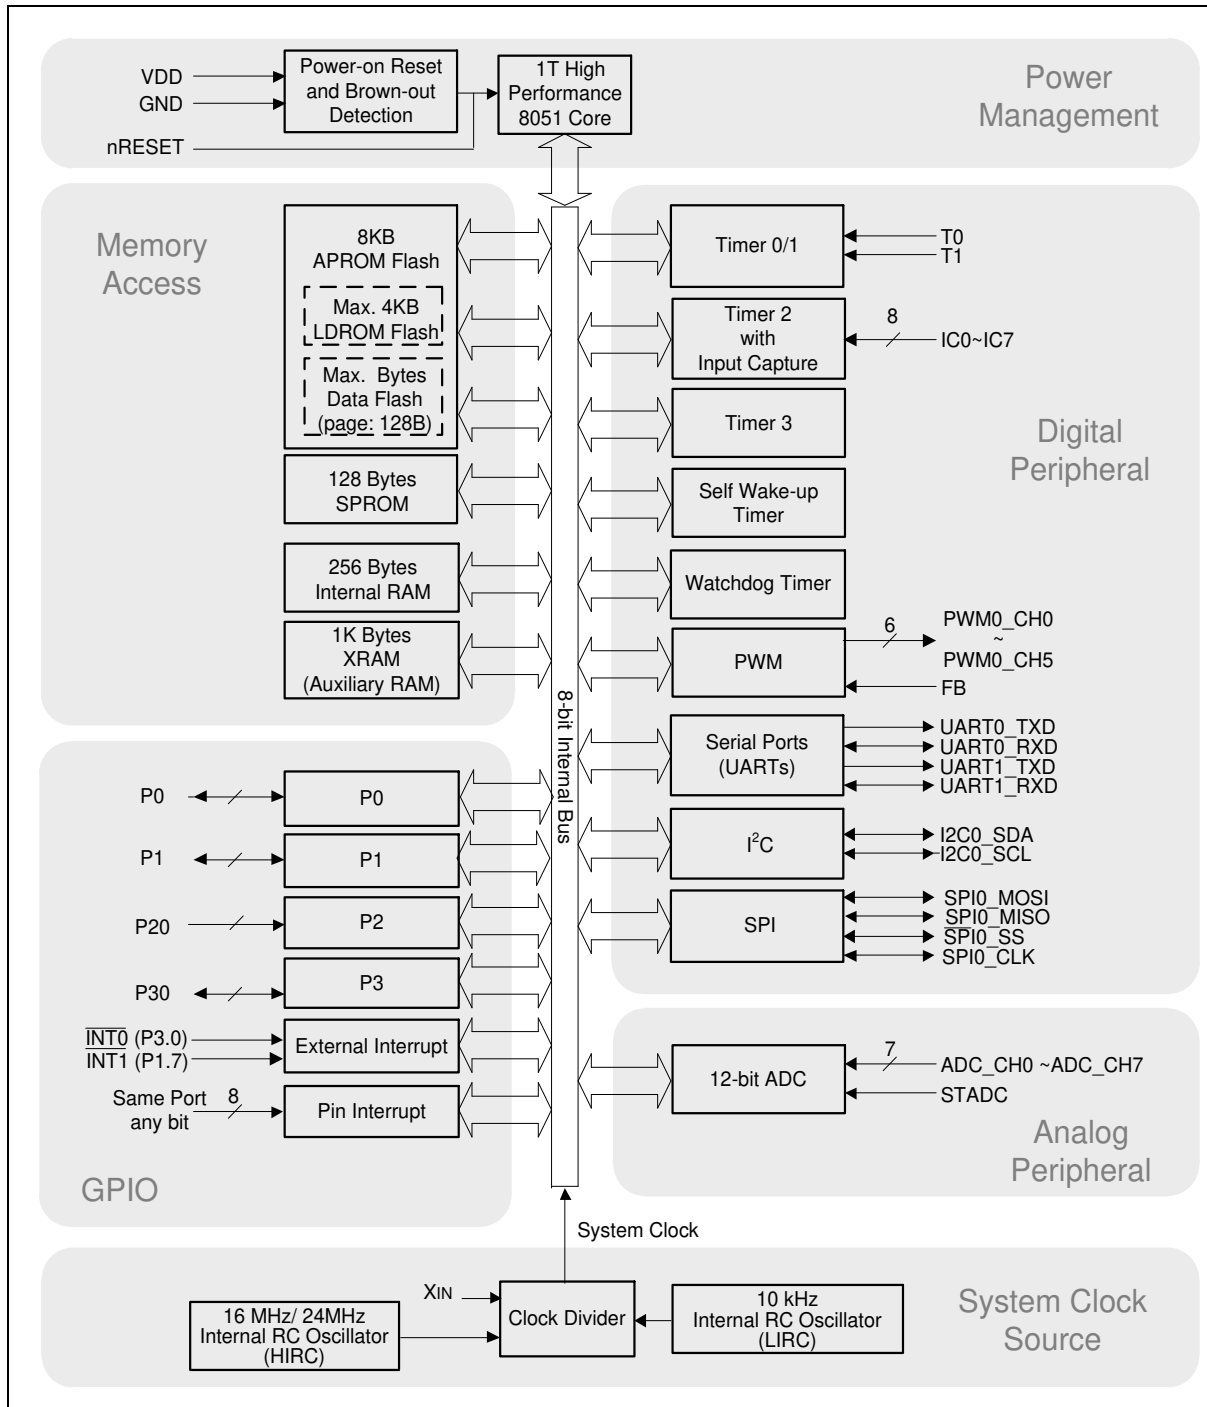 VDD
GND
nRESET
Power-on Reset
and Brown-out
Detection
1T High
Performance
8051 Core
Power
Management
Memory
Access
8KB
APROM Flash
Max. 4KB
LDROM Flash
Max. Bytes
Data Flash
(page: 128B)
128 Bytes
SPROM
256 Bytes
Internal RAM
1K Bytes
XRAM
(Auxiliary RAM)
8-bit Internal Bus
Timer 0/1
T0
T1
Timer 2
with
Input Capture
8
IC0~IC7
Timer 3
Self Wake-up
Timer
Watchdog Timer
PWM
6
PWM0_CH0
~
PWM0_CH5
FB
Serial Ports
(UARTs)
UART0_TXD
UART0_RXD
UART1_TXD
UART1_RXD
I²C
I2C0_SDA
I2C0_SCL
SPI
SPI0_MOSI
SPI0_MISO
SPI0_SS
SPI0_CLK
Digital
Peripheral
P0
P0
P1
P1
P20
P2
P30
P3
INT0 (P3.0)
INT1 (P1.7)
External Interrupt
Same Port
any bit
8
Pin Interrupt
GPIO
12-bit ADC
7
ADC_CH0 ~ADC_CH7
STADC
Analog
Peripheral
System Clock
XIN
16 MHz/ 24MHz
Internal RC Oscillator
(HIRC)
Clock Divider
10 kHz
Internal RC Oscillator
(LIRC)
System Clock
Source